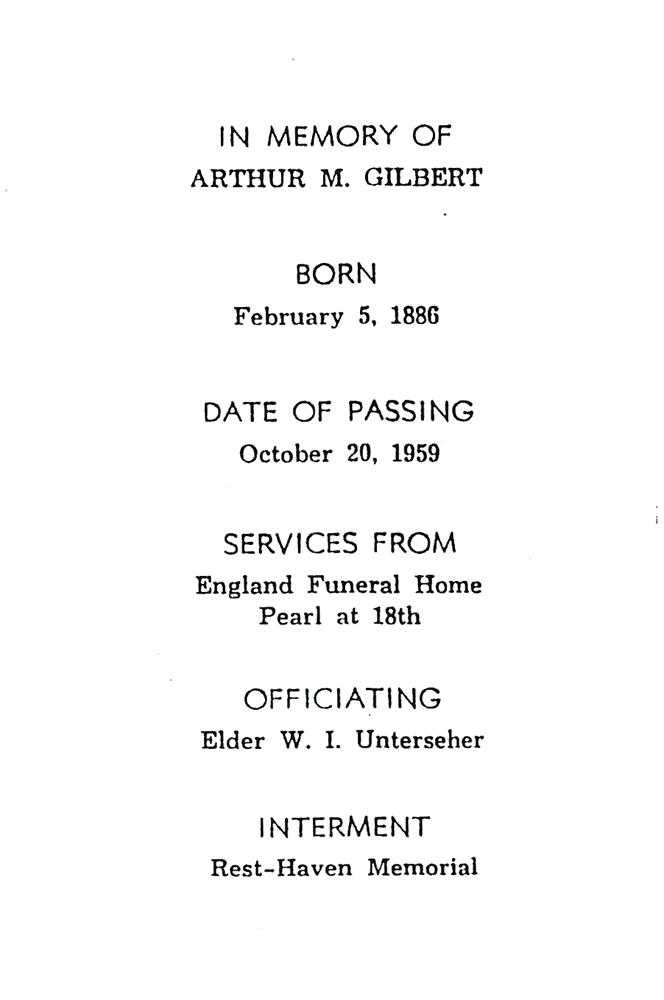 IN MEMORY OF
ARTHUR M. GILBERT
BORN
February 5, 1886
DATE OF PASSING
October 20, 1959
SERVICES FROM
England Funeral Home
Pearl at 18th
OFFICIATING
Elder W. I. Unterseher
INTERMENT
Rest-Haven Memorial